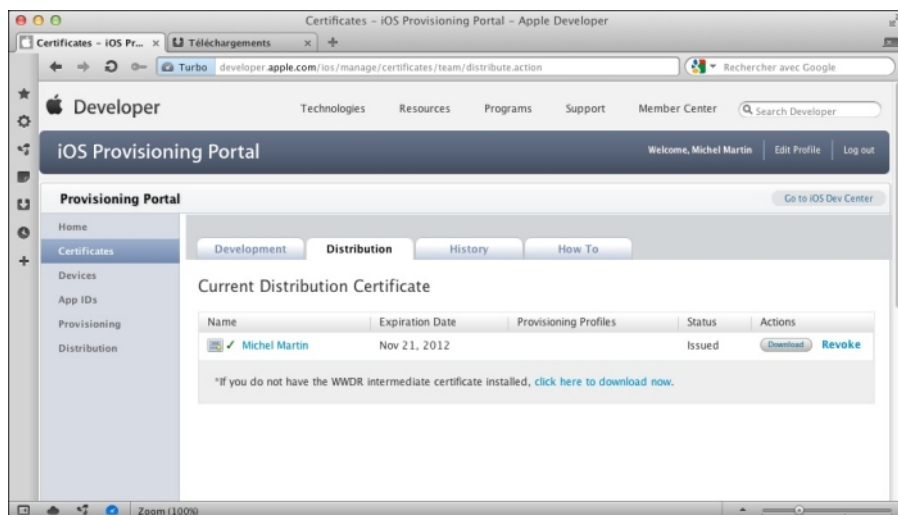 Certificates – iOS Provisioning Portal – Apple Developer
Certificates – iOS Pr... × Téléchargements × +
Turbo developer.apple.com/ios/manage/certificates/team/distribute.action Rechercher avec Google
Developer Technologies Resources Programs Support Member Center Search Developer
iOS Provisioning Portal Welcome, Michel Martin Edit Profile Log out
Provisioning Portal Go to iOS Dev Center
Home
Certificates Development Distribution History How To
Devices
App IDs
Provisioning
Distribution
Current Distribution Certificate
Name Expiration Date Provisioning Profiles Status Actions
Michel Martin Nov 21, 2012 Issued Download Revoke
*If you do not have the WWDR intermediate certificate installed, click here to download now.
Zoom (100%)